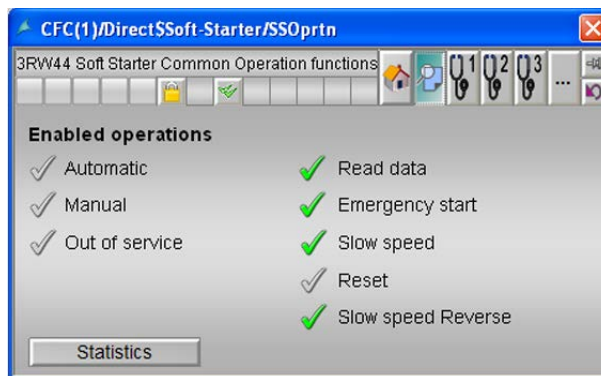 CFC(1)/Direct$Soft-Starter/SSOprtn
3RW44 Soft Starter Common Operation functions
1 2 3 ...
Enabled operations
Automatic Read data
Manual Emergency start
Out of service Slow speed
Reset
Slow speed Reverse
Statistics